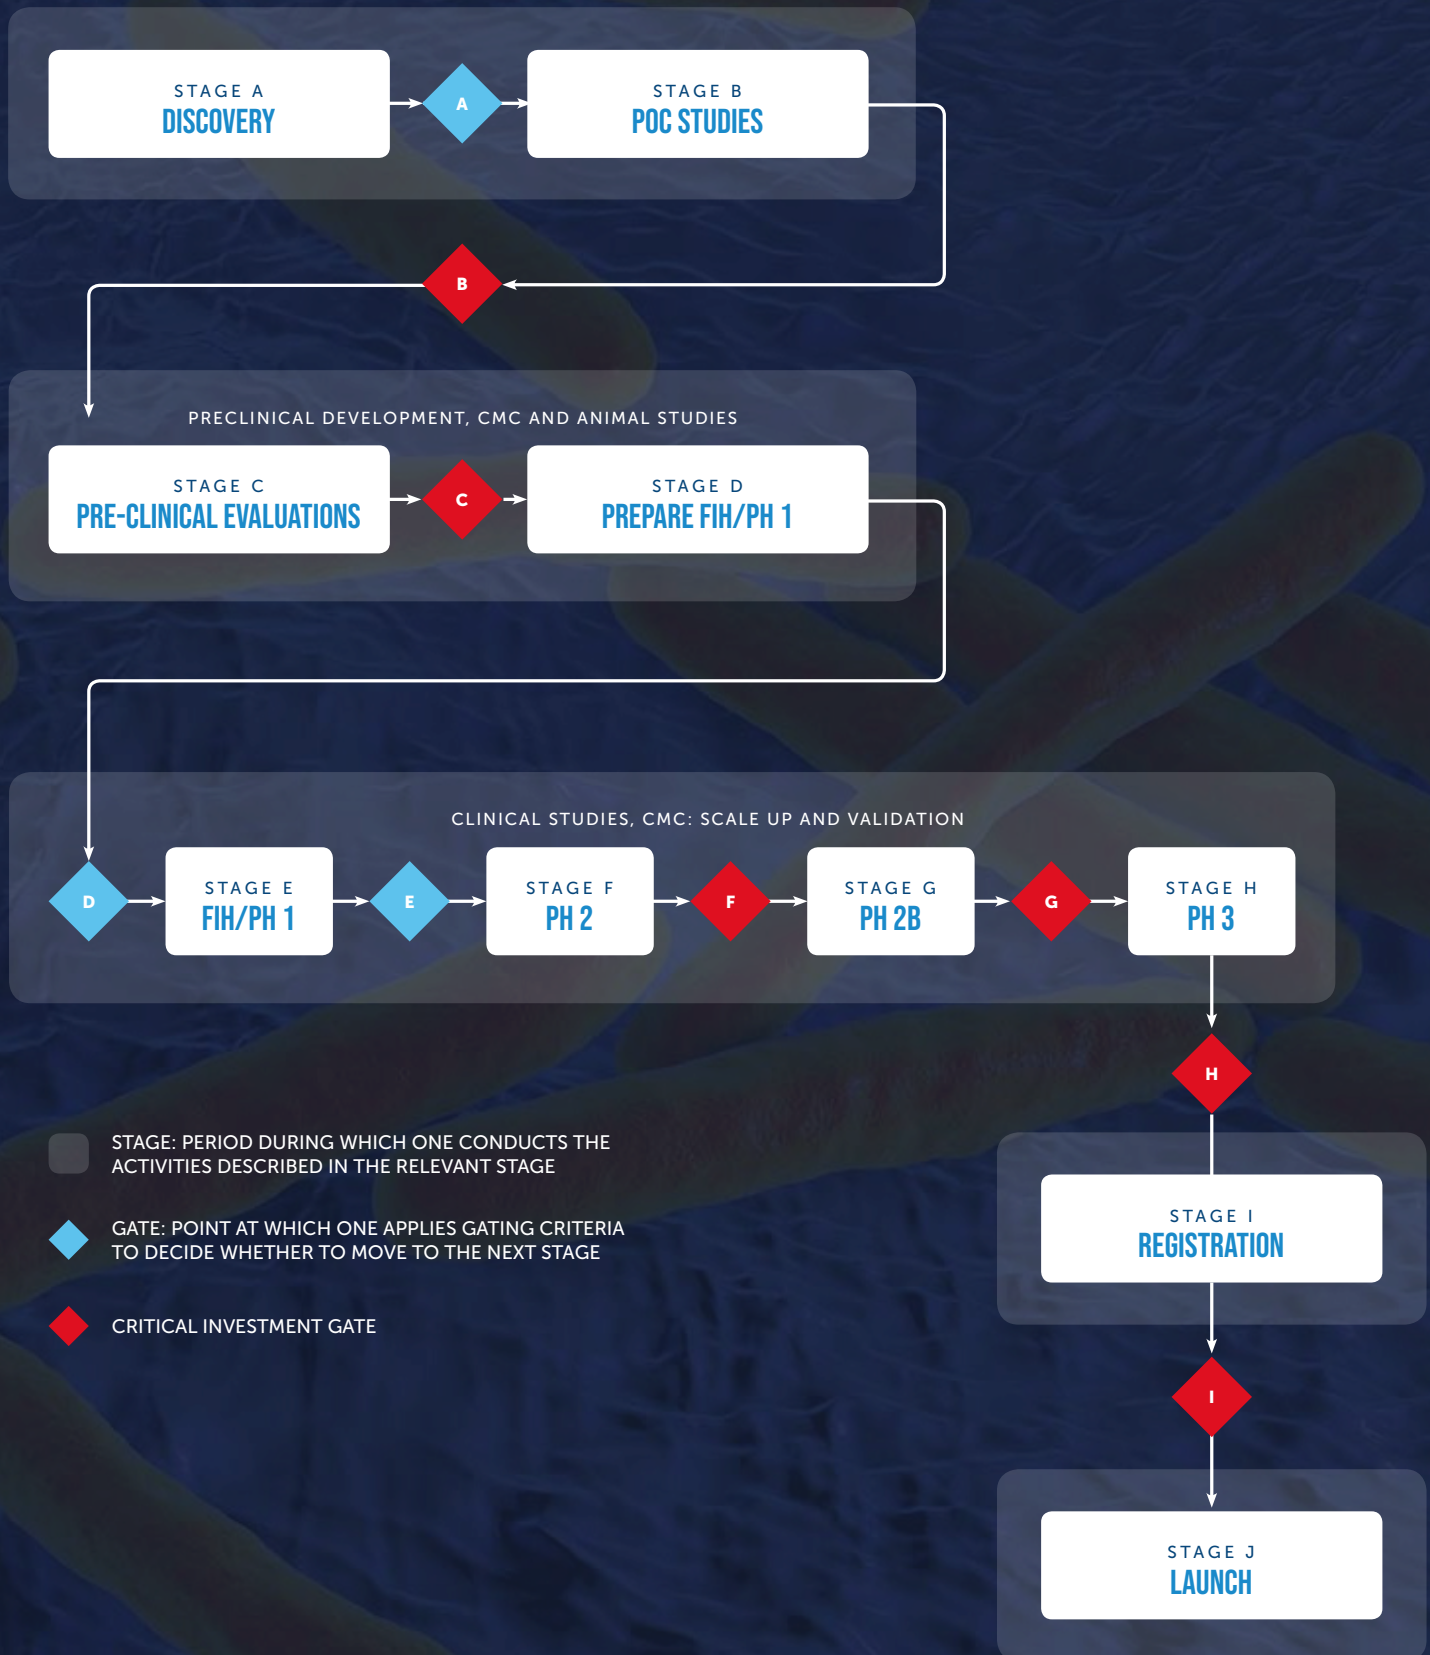 STAGE A
DISCOVERY
A
STAGE B
POC STUDIES
B
PRECLINICAL DEVELOPMENT, CMC AND ANIMAL STUDIES
STAGE C
PRE-CLINICAL EVALUATIONS
C
STAGE D
PREPARE FIH/PH 1
CLINICAL STUDIES, CMC: SCALE UP AND VALIDATION
D
STAGE E
FIH/PH 1
E
STAGE F
PH 2
F
STAGE G
PH 2B
G
STAGE H
PH 3
H
STAGE I
REGISTRATION
I
STAGE J
LAUNCH
STAGE: PERIOD DURING WHICH ONE CONDUCTS THE
ACTIVITIES DESCRIBED IN THE RELEVANT STAGE
GATE: POINT AT WHICH ONE APPLIES GATING CRITERIA
TO DECIDE WHETHER TO MOVE TO THE NEXT STAGE
CRITICAL INVESTMENT GATE